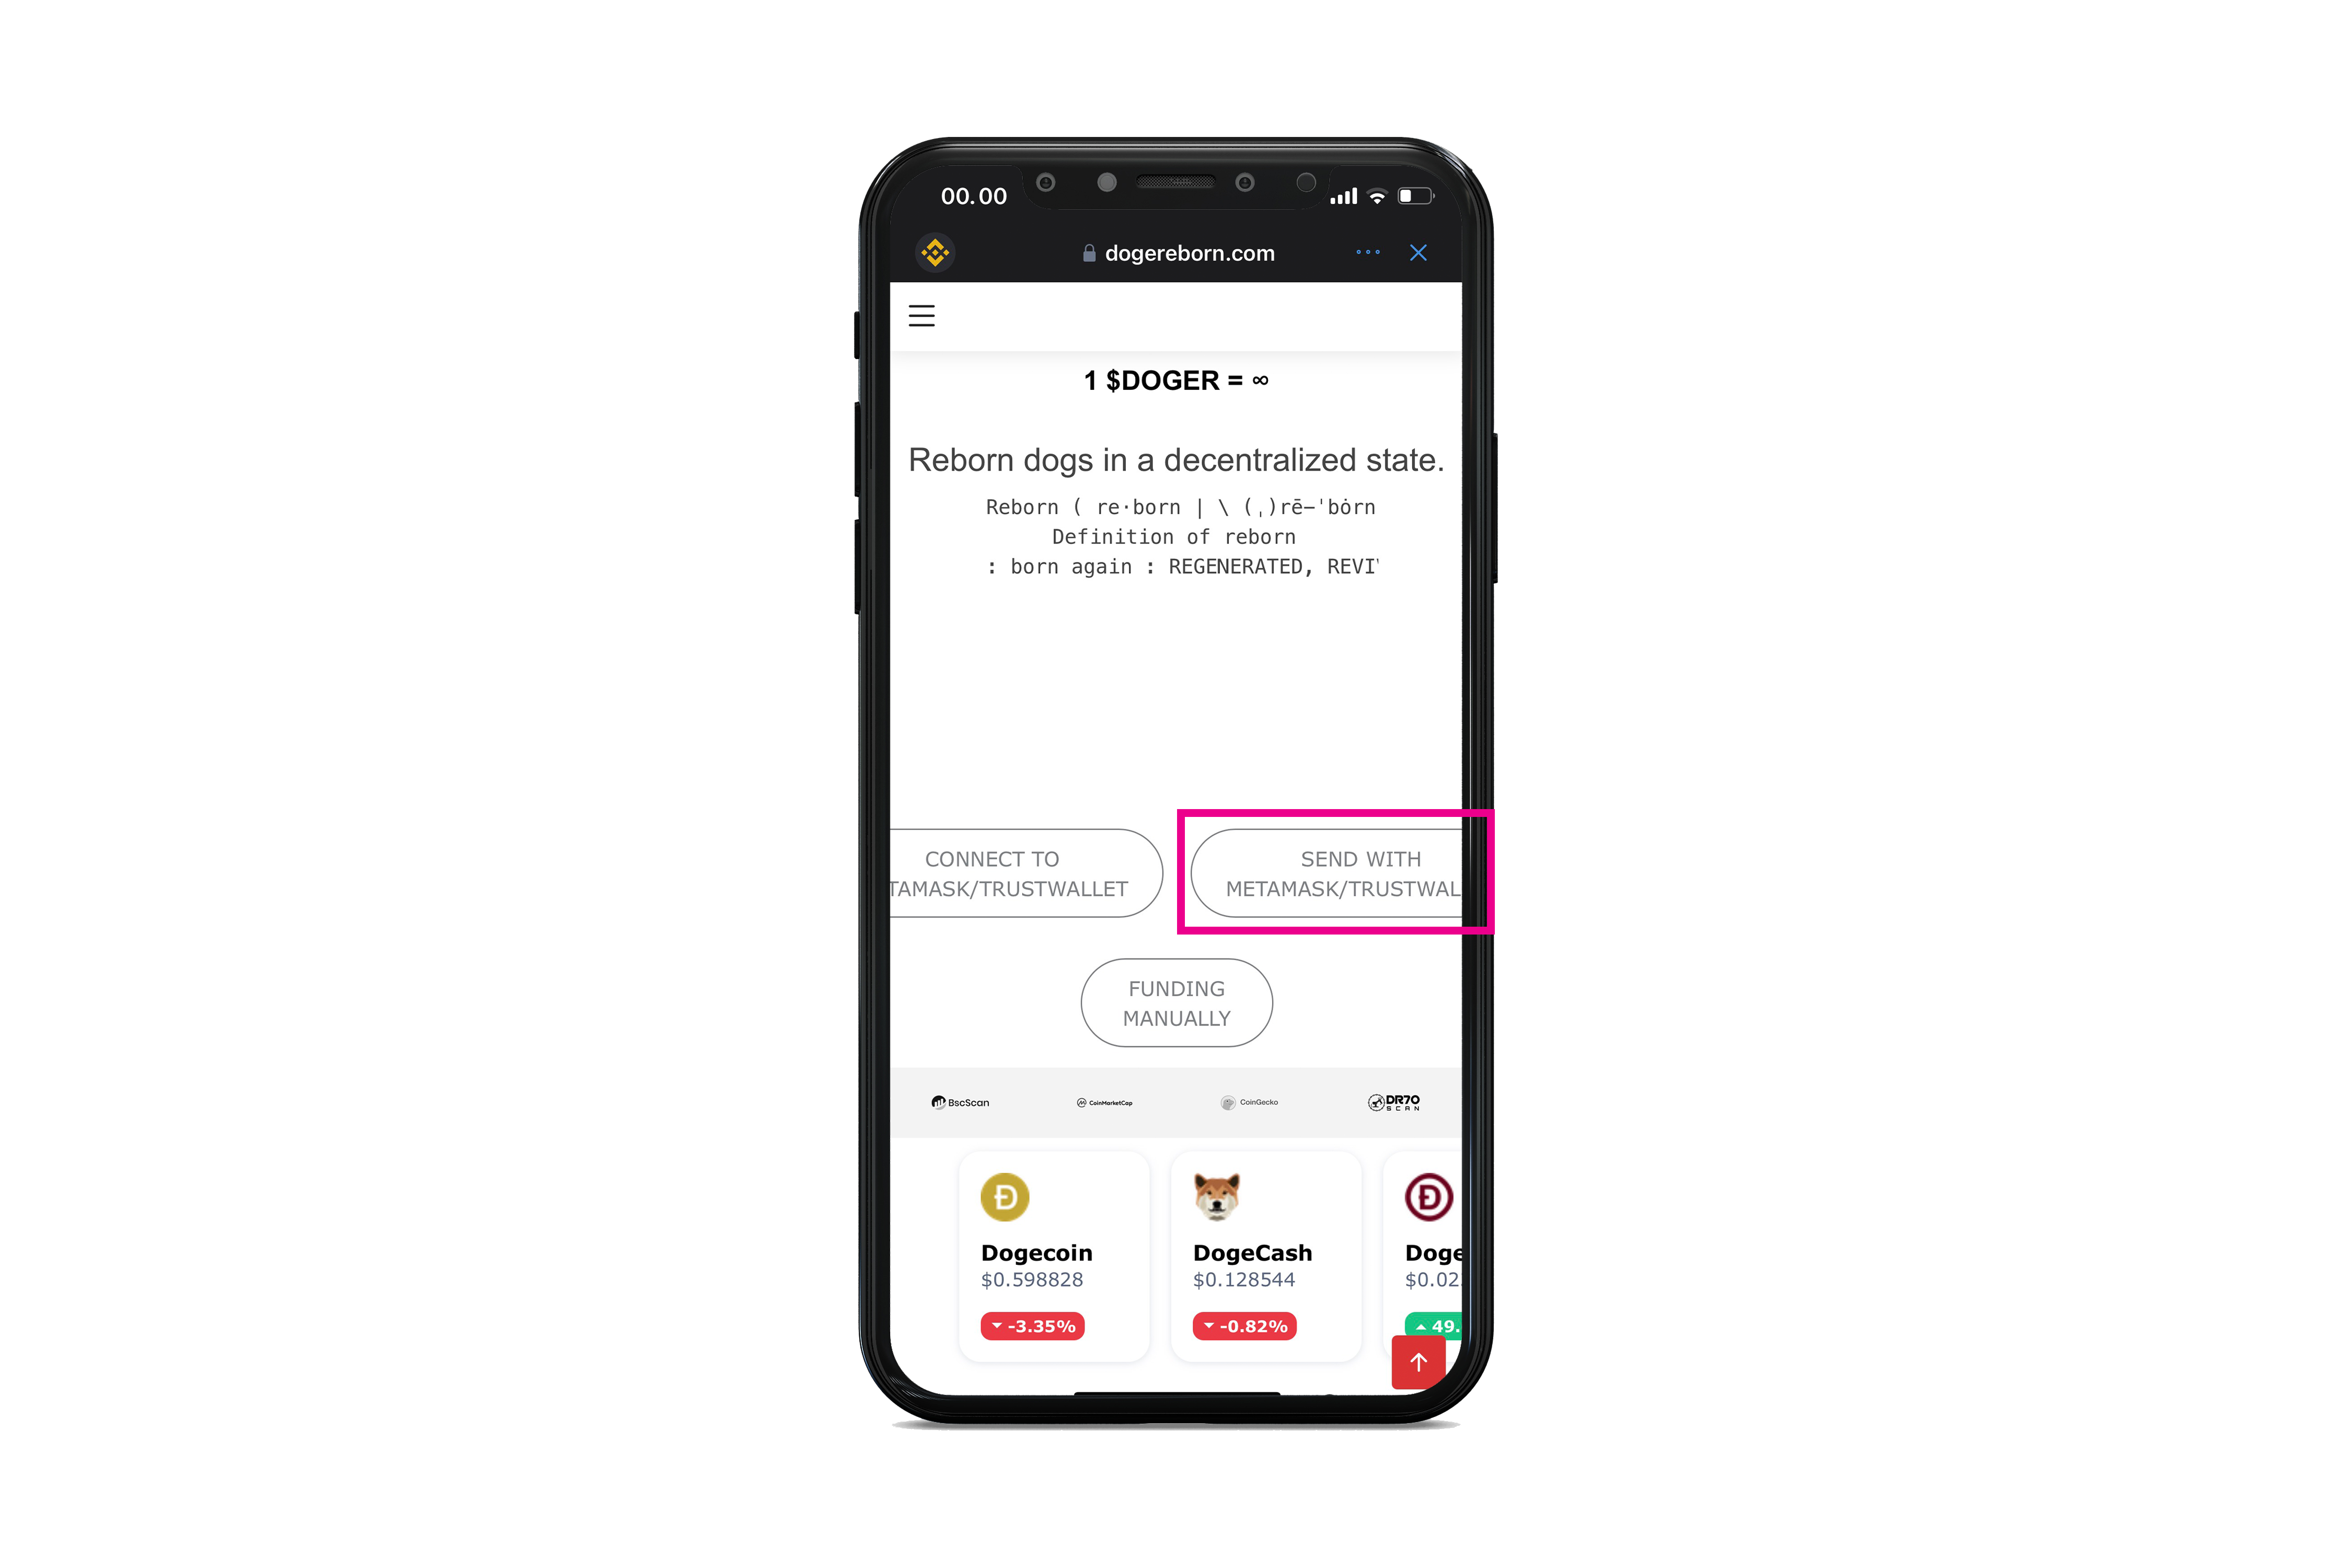 00.00
dogereborn.com
1 $DOGER = ∞
Reborn dogs in a decentralized state.
Reborn ( re·born | \ (ˌ)rē-ˈbȯrn
Definition of reborn
: born again : REGENERATED,
CONNECT TO
TAMASK/TRUSTWALLET
SEND WITH
METAMASK/TRUSTWAL
FUNDING
MANUALLY
BscScan
CoinMarketCap
CoinGecko
DR70
SCAN
Dogecoin
$0.598828
-3.35%
DogeCash
$0.128544
-0.82%
Doge
$0.02
49.